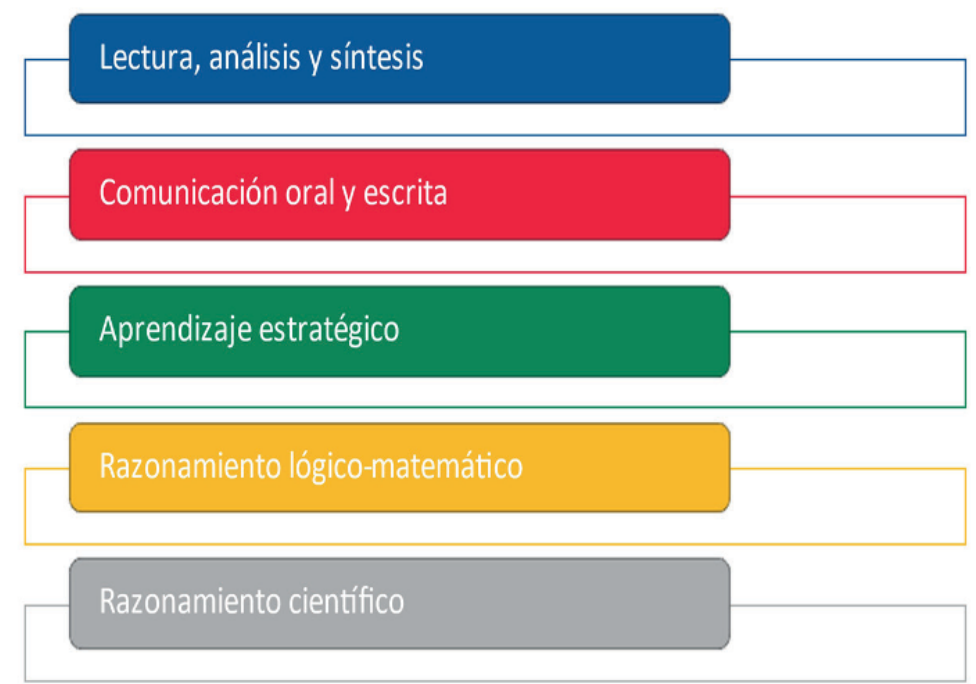 Lectura, análisis y síntesis
Comunicación oral y escrita
Aprendizaje estratégico
Razonamiento lógico-matemático
Razonamiento científico